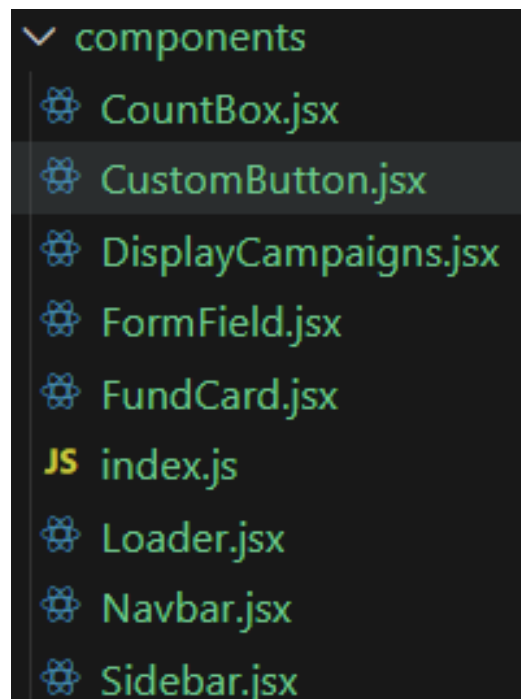 components
CountBox.jsx
CustomButton.jsx
DisplayCampaigns.jsx
FormField.jsx
FundCard.jsx
JS index.js
Loader.jsx
Navbar.jsx
Sidebar.jsx